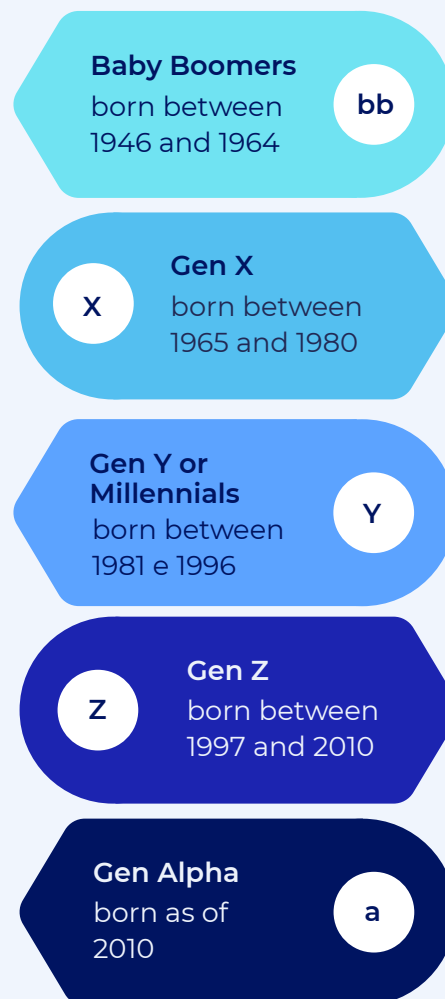 Baby Boomers
born between
1946 and 1964
bb
Gen X
born between
1965 and 1980
X
Gen Y or
Millennials
born between
1981 e 1996
Y
Gen Z
born between
1997 and 2010
Z
Gen Alpha
born as of
2010
a